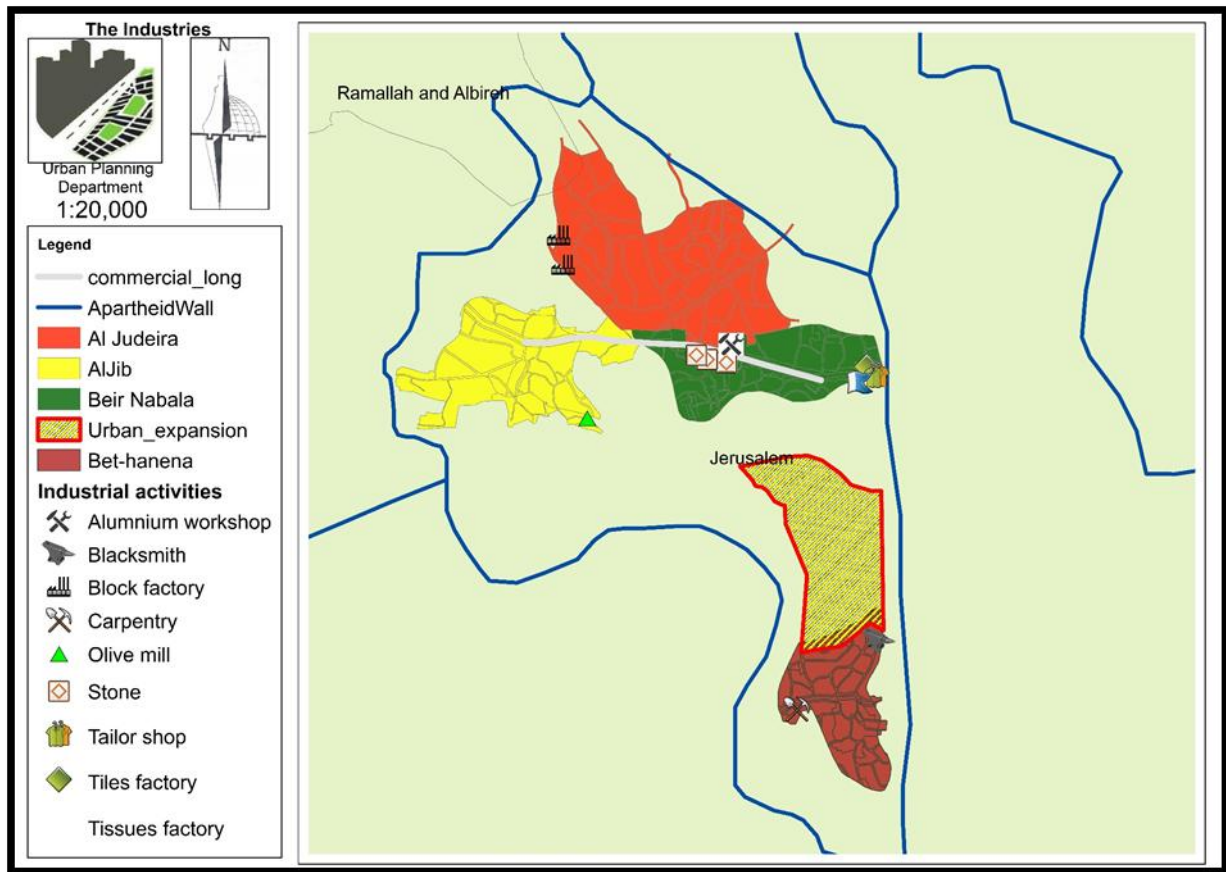 The Industries
N
Urban Planning
Department
1:20,000
Legend
commercial_long
ApartheidWall
Al Judeira
AlJib
Beir Nabala
Urban_expansion
Bet-hanena
Industrial activities
Alumnium workshop
Blacksmith
Block factory
Carpentry
Olive mill
Stone
Tailor shop
Tiles factory
Tissues factory
Ramallah and Albireh
Jerusalem